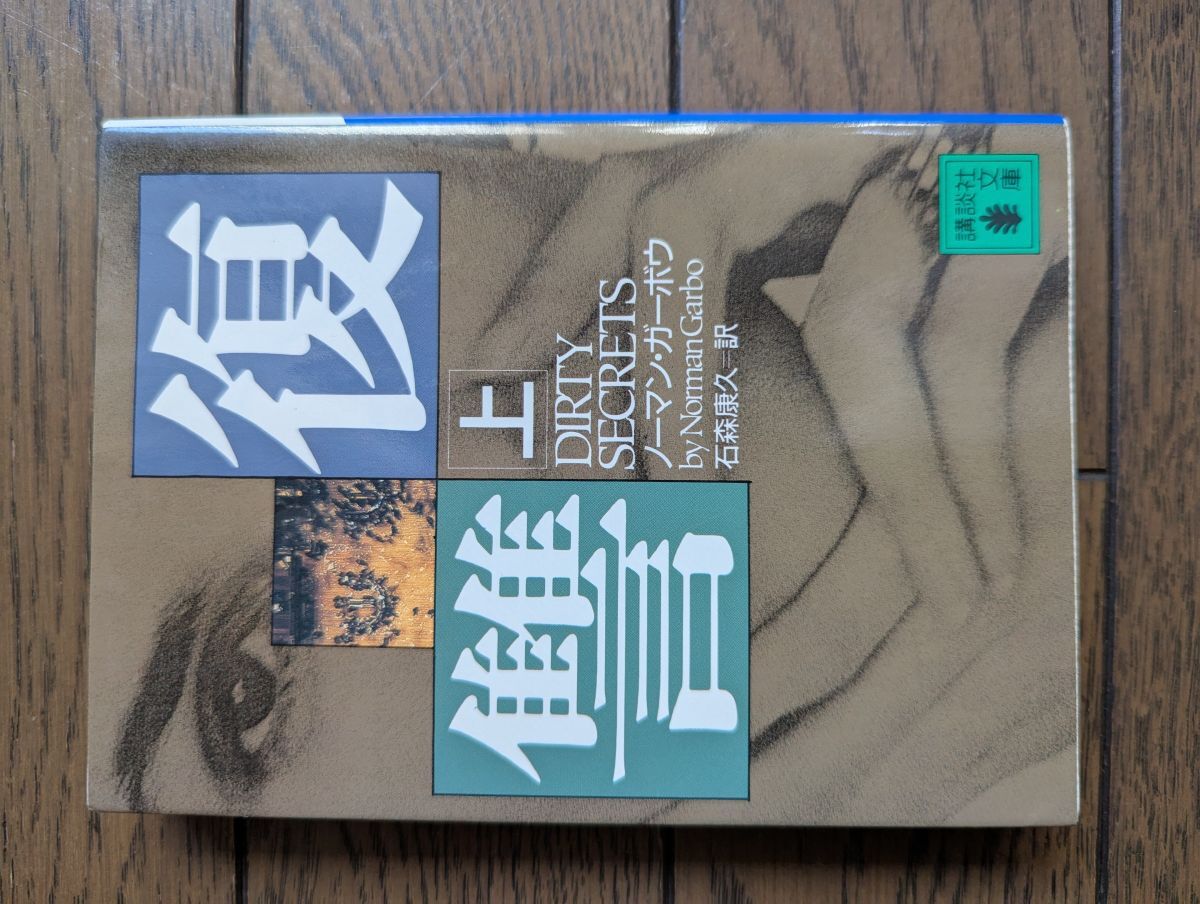 復讐
上
DIRTY
SECRETS
ノーマン・ガーボウ
by Norman Garbo
石森康久=訳
講談社
文庫